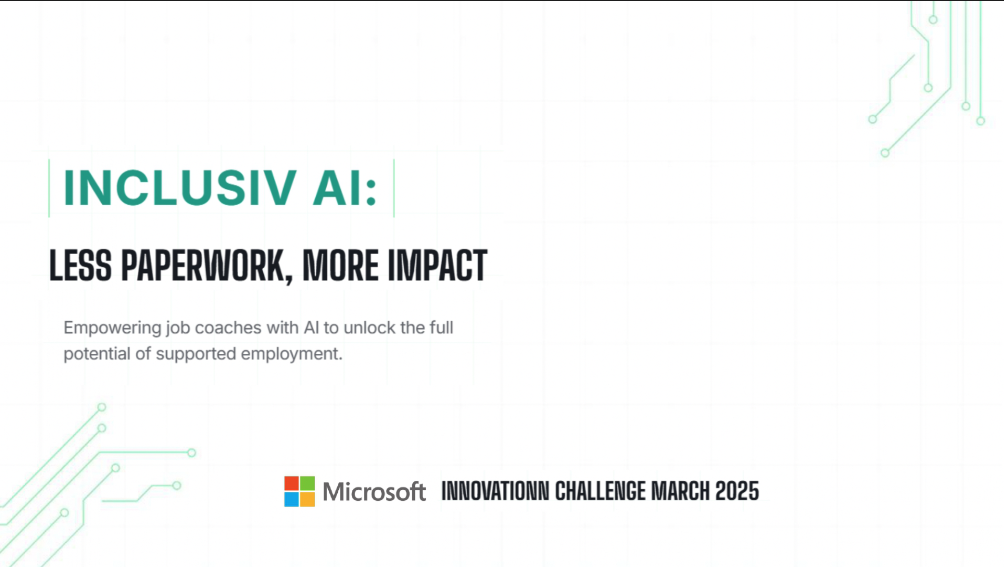 INCLUSIV AI:
LESS PAPERWORK, MORE IMPACT
Empowering job coaches with AI to unlock the full
potential of supported employment.
Microsoft INNOVATIONN CHALLENGE MARCH 2025